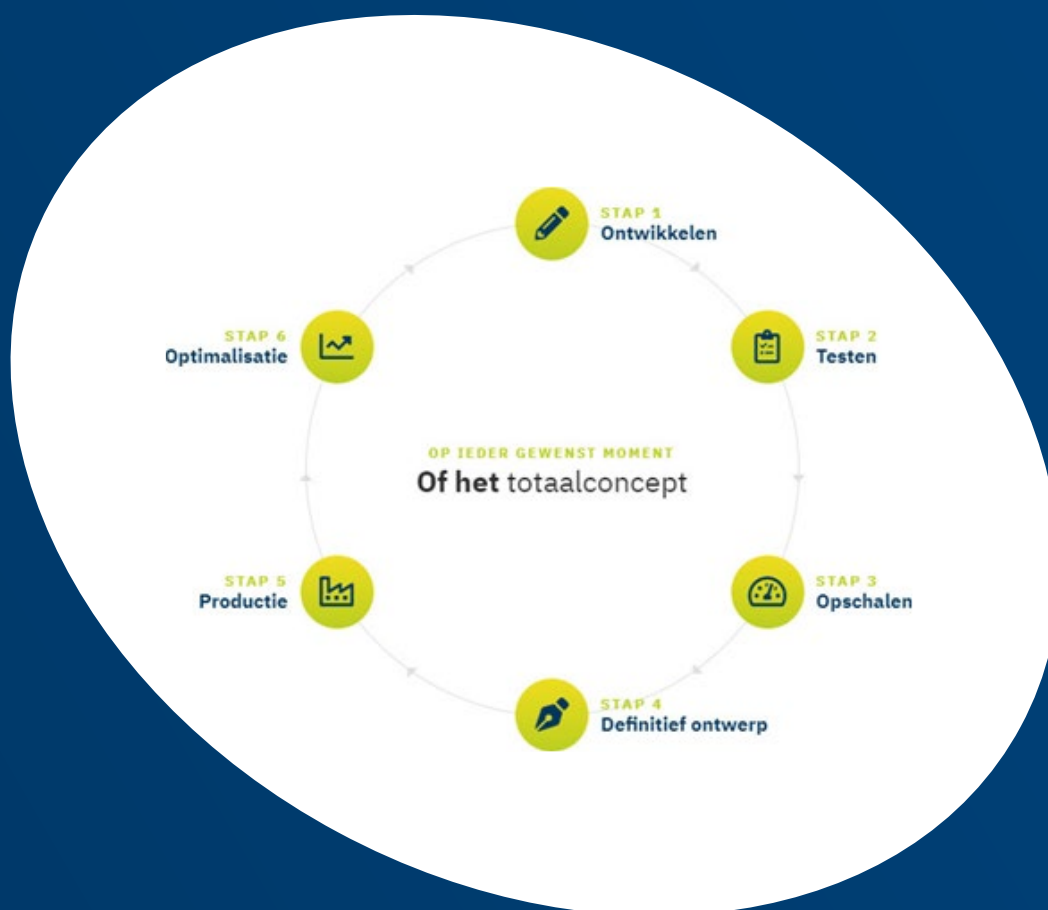 STAP 1
Ontwikkelen
STAP 2
Testen
STAP 3
Opschalen
STAP 4
Definitief ontwerp
STAP 5
Productie
STAP 6
Optimalisatie
OP IEDER GEWENST MOMENT
Of het totaalconcept